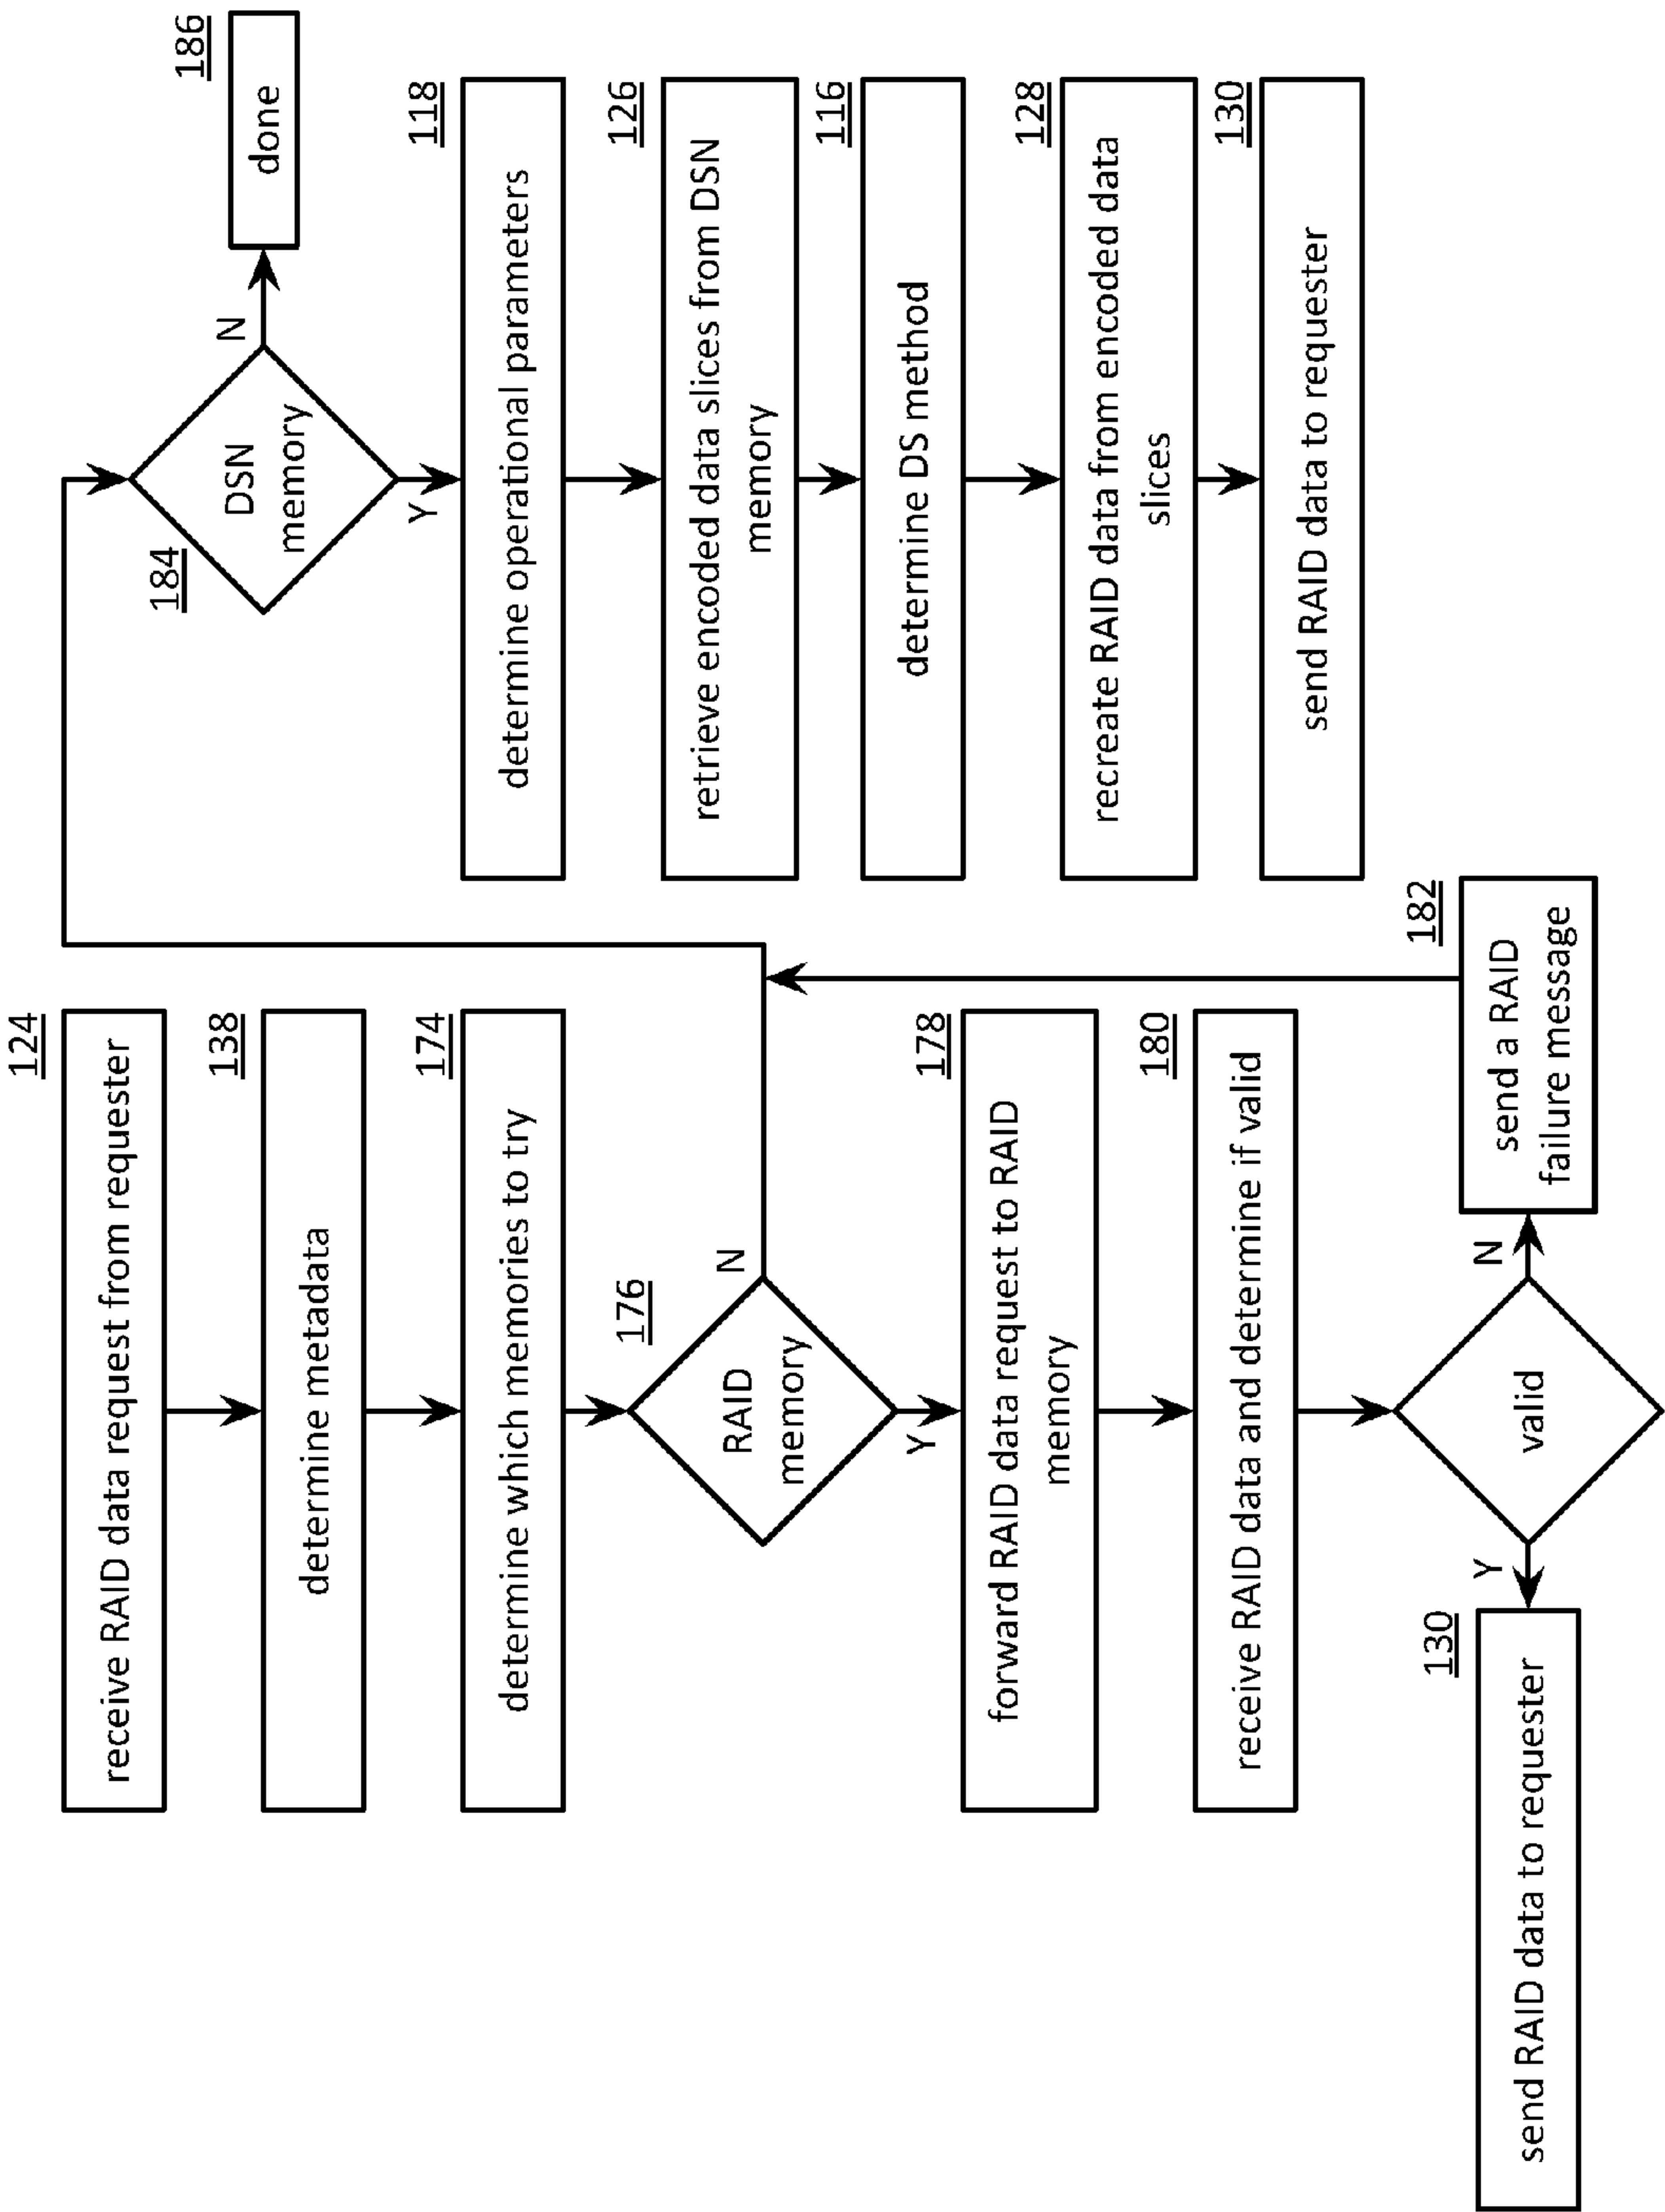 124
receive RAID data request from requester
138
determine metadata
174
determine which memories to try
176
RAID
memory
N
Y
178
forward RAID data request to RAID
memory
180
receive RAID data and determine if valid
valid
Y
N
130
send RAID data to requester
182
send a RAID
failure message
184
DSN
memory
N
186
done
Y
118
determine operational parameters
126
retrieve encoded data slices from DSN
memory
116
determine DS method
128
recreate RAID data from encoded data
slices
130
send RAID data to requester